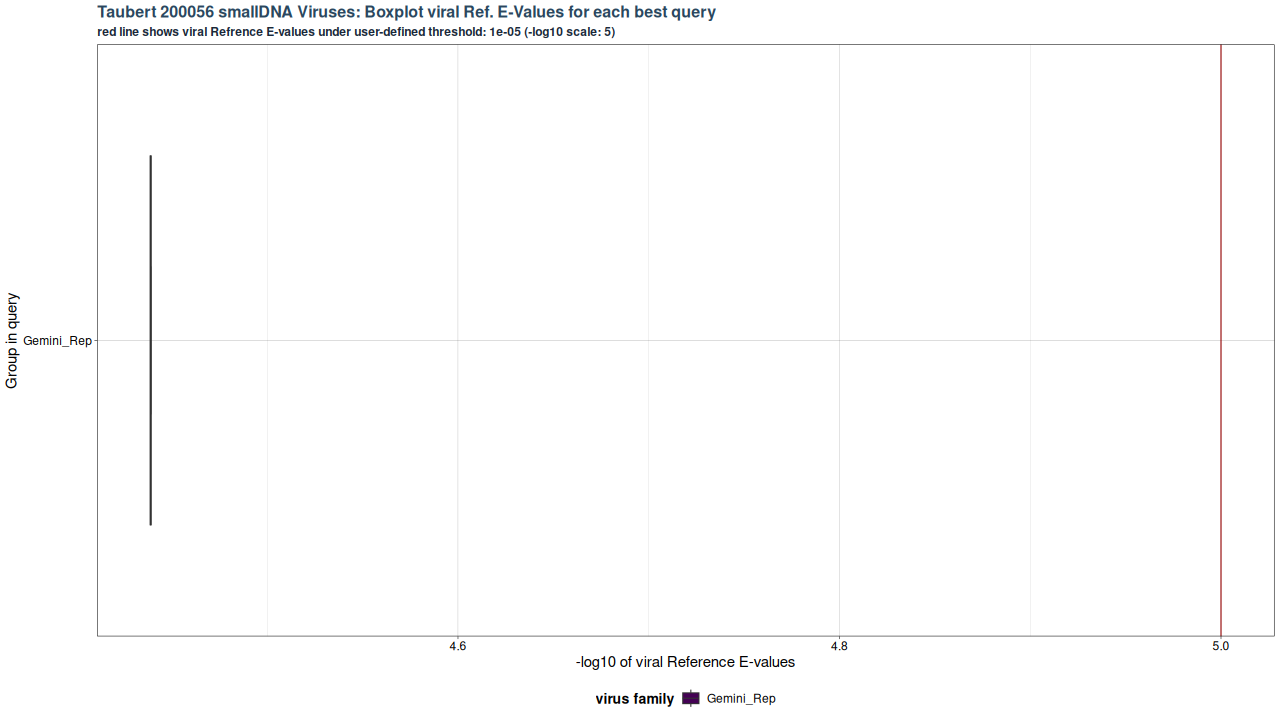 Taubert 200056 smallDNA Viruses: Boxplot viral Ref. E-Values for each best query
red line shows viral Refrence E-values under user-defined threshold: 1e-05 (-log10 scale: 5)
Group in query
Gemini_Rep
4.6 4.8 5.0
-log10 of viral Reference E-values
virus family Gemini_Rep